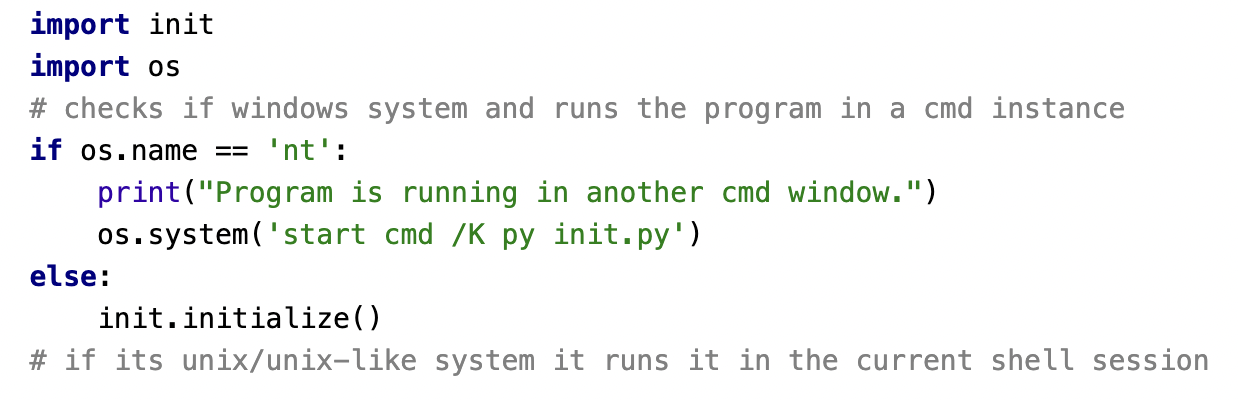 import init
import os
# checks if windows system and runs the program in a cmd instance
if os.name == 'nt':
    print("Program is running in another cmd window.")
    os.system('start cmd /K py init.py')
else:
    init.initialize()
# if its unix/unix-like system it runs it in the current shell session